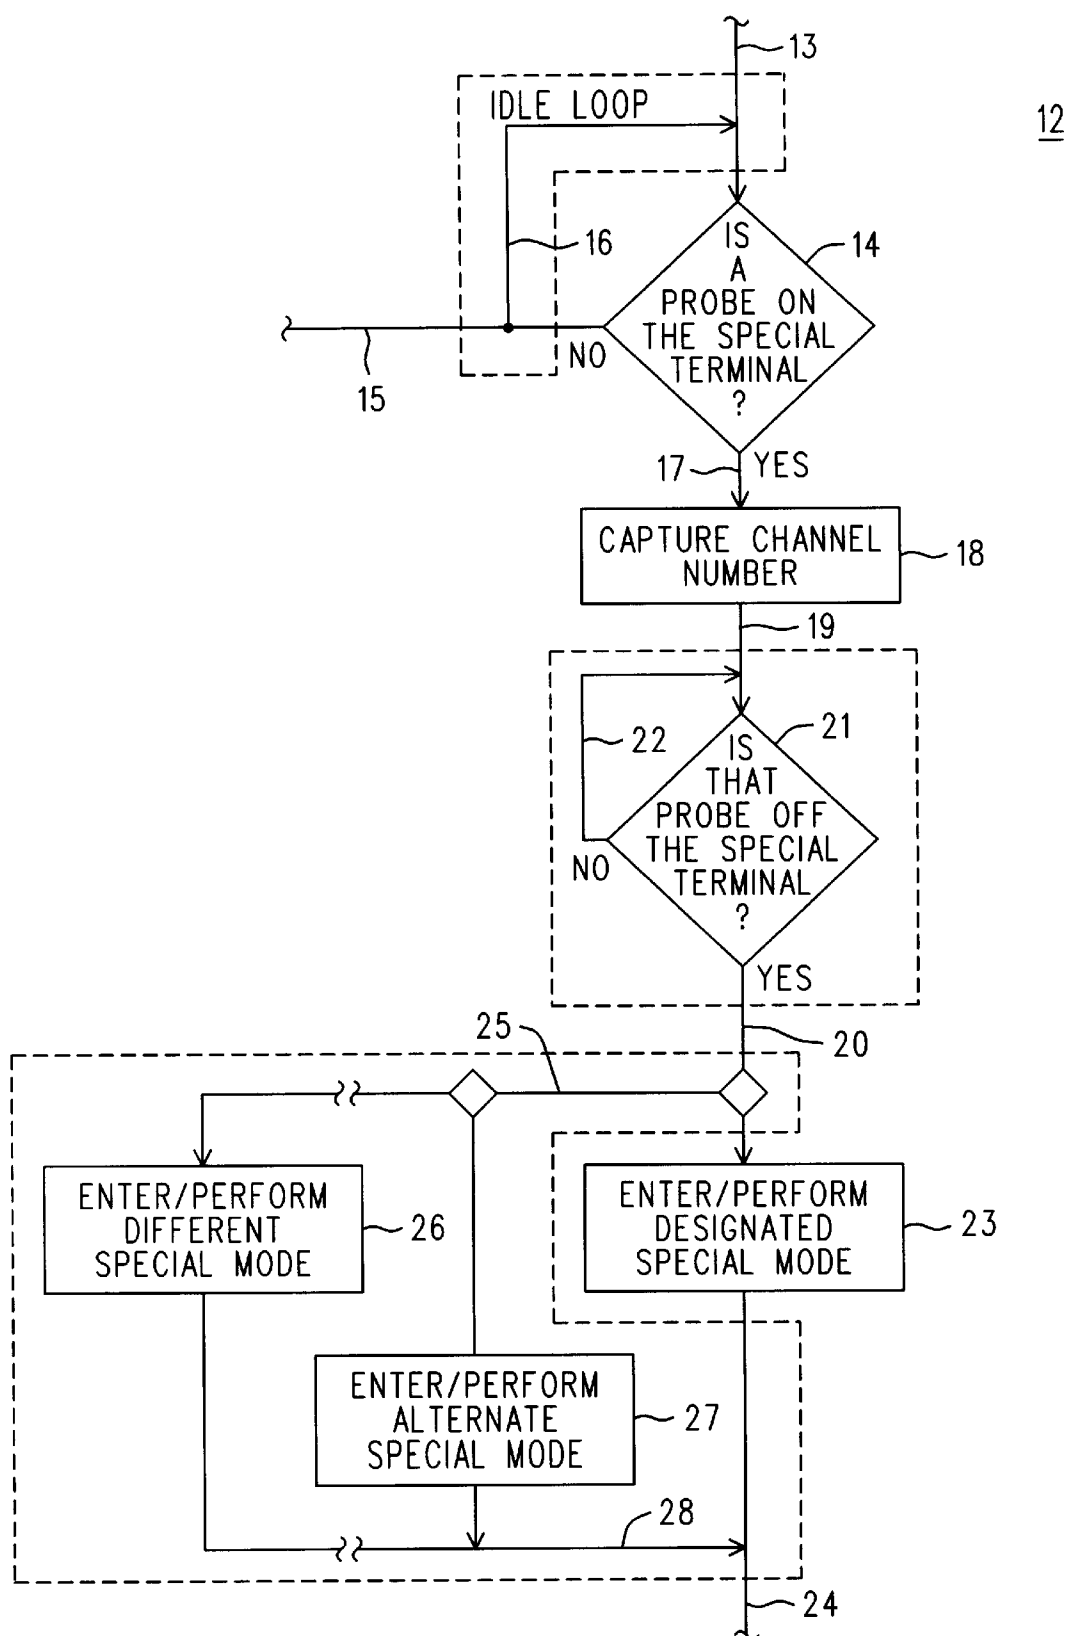 13
IDLE LOOP
12
16
14
IS
A
PROBE ON
THE SPECIAL
TERMINAL
?
15
NO
17
YES
CAPTURE CHANNEL
NUMBER
18
19
22
21
IS
THAT
PROBE OFF
THE SPECIAL
TERMINAL
?
NO
YES
25
20
ENTER/PERFORM
DIFFERENT
SPECIAL MODE
26
ENTER/PERFORM
DESIGNATED
SPECIAL MODE
23
ENTER/PERFORM
ALTERNATE
SPECIAL MODE
27
28
24